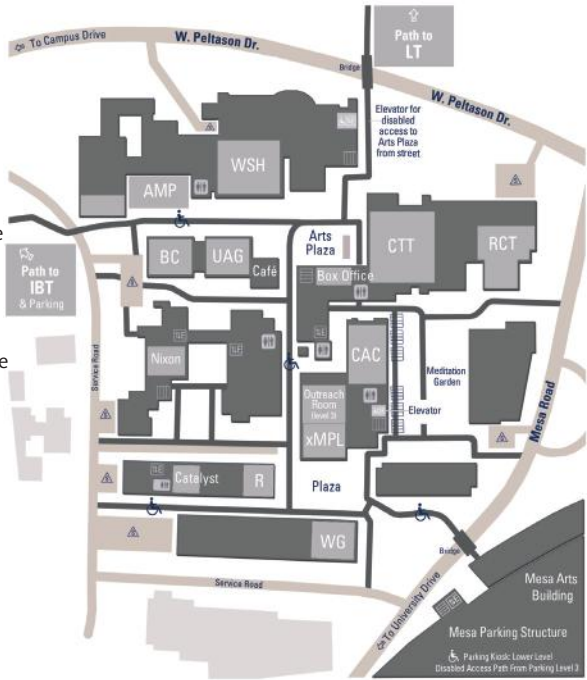 To Campus Drive
W. Peltason Dr.
Path to
LT
Bridge
W. Peltason Dr.
Elevator for
disabled
access to
Arts Plaza
from street
WSH
AMP
e
Arts
Plaza
CTT
RCT
BC
UAG
Café
Box Office
Path to
IBT
& Parking
Service Road
Nixon
CAC
Meditation
Garden
Mesa Road
e
Outreach
Room
(level 3)
Elevator
xMPL
Catalyst
R
Plaza
WG
Bridge
Service Road
To University Drive
Mesa Arts
Building
Mesa Parking Structure
Parking Kiosk: Lower Level
Disabled Access Path From Parking Level 3